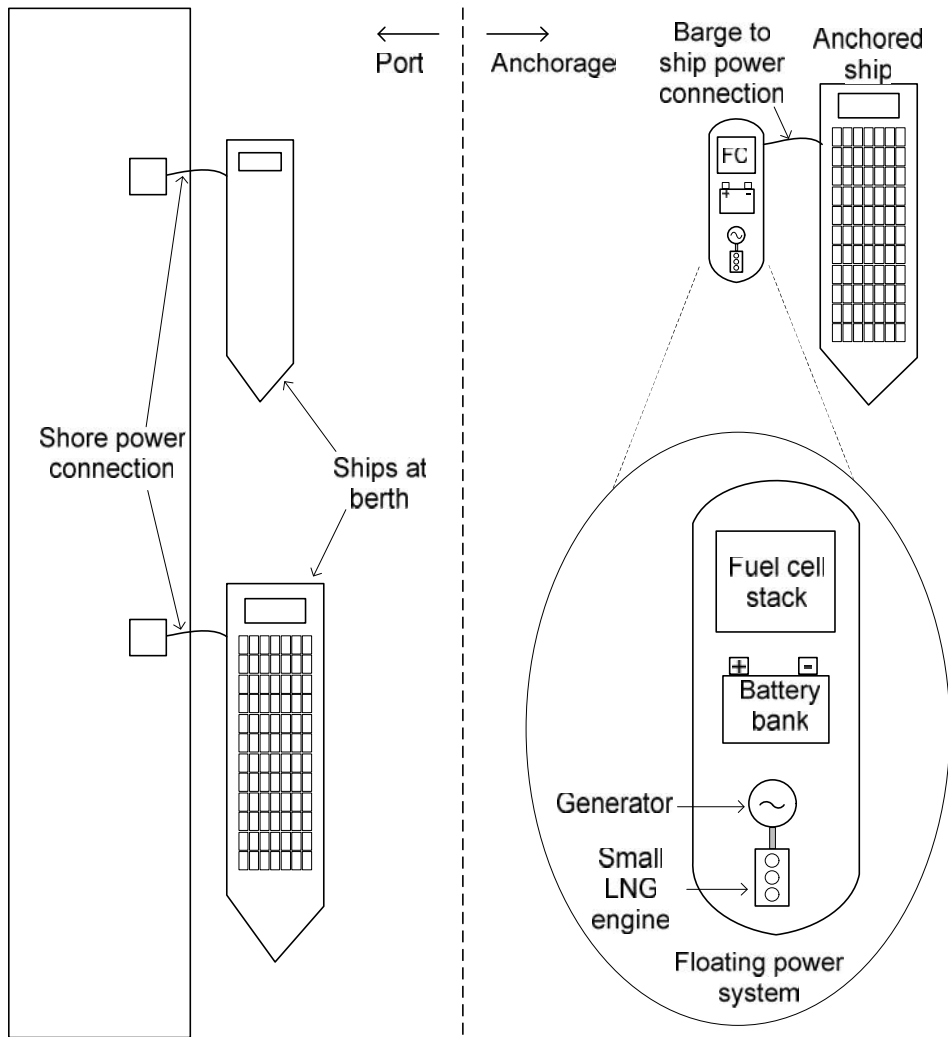 Port
Anchorage
Barge to
ship power
connection
Anchored
ship
FC
+ -
Shore power
connection
Ships at
berth
Fuel cell
stack
+ -
Battery
bank
Generator
Small
LNG
engine
Floating power
system